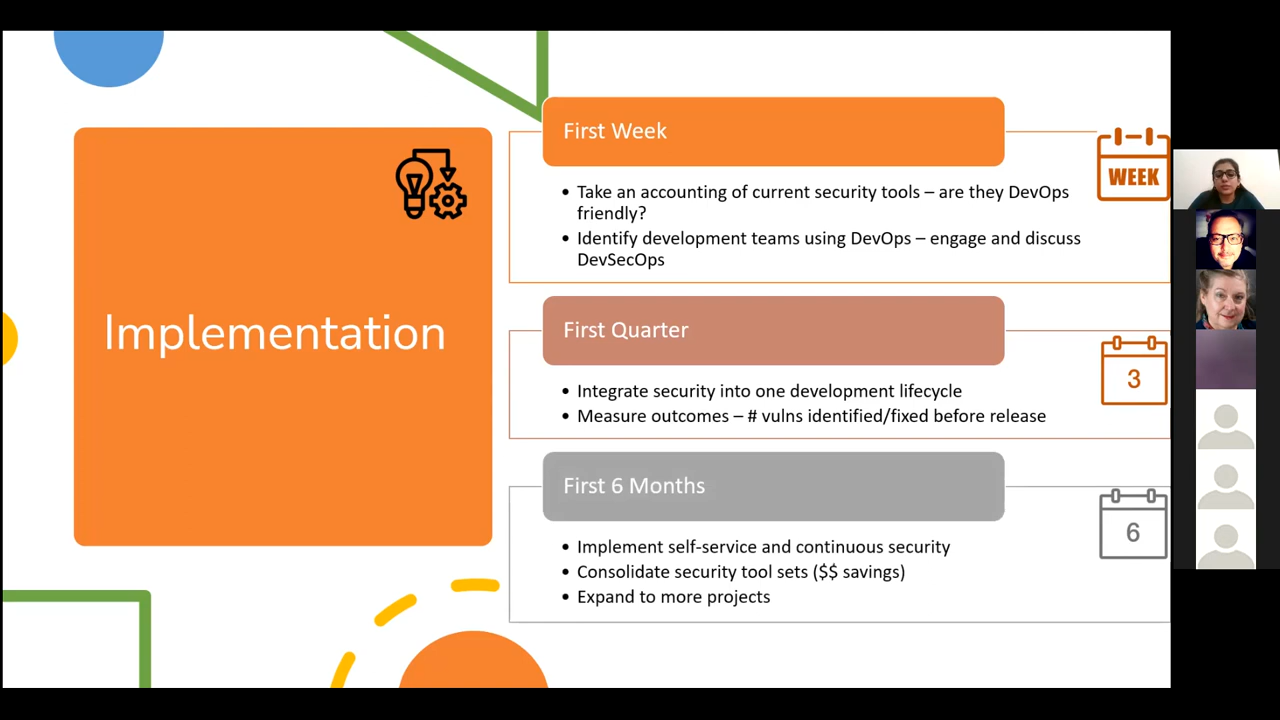 Implementation
First Week
WEEK
• Take an accounting of current security tools – are they DevOps
friendly?
• Identify development teams using DevOps – engage and discuss
DevSecOps
First Quarter
3
• Integrate security into one development lifecycle
• Measure outcomes – # vulns identified/fixed before release
First 6 Months
6
• Implement self-service and continuous security
• Consolidate security tool sets ($$ savings)
• Expand to more projects